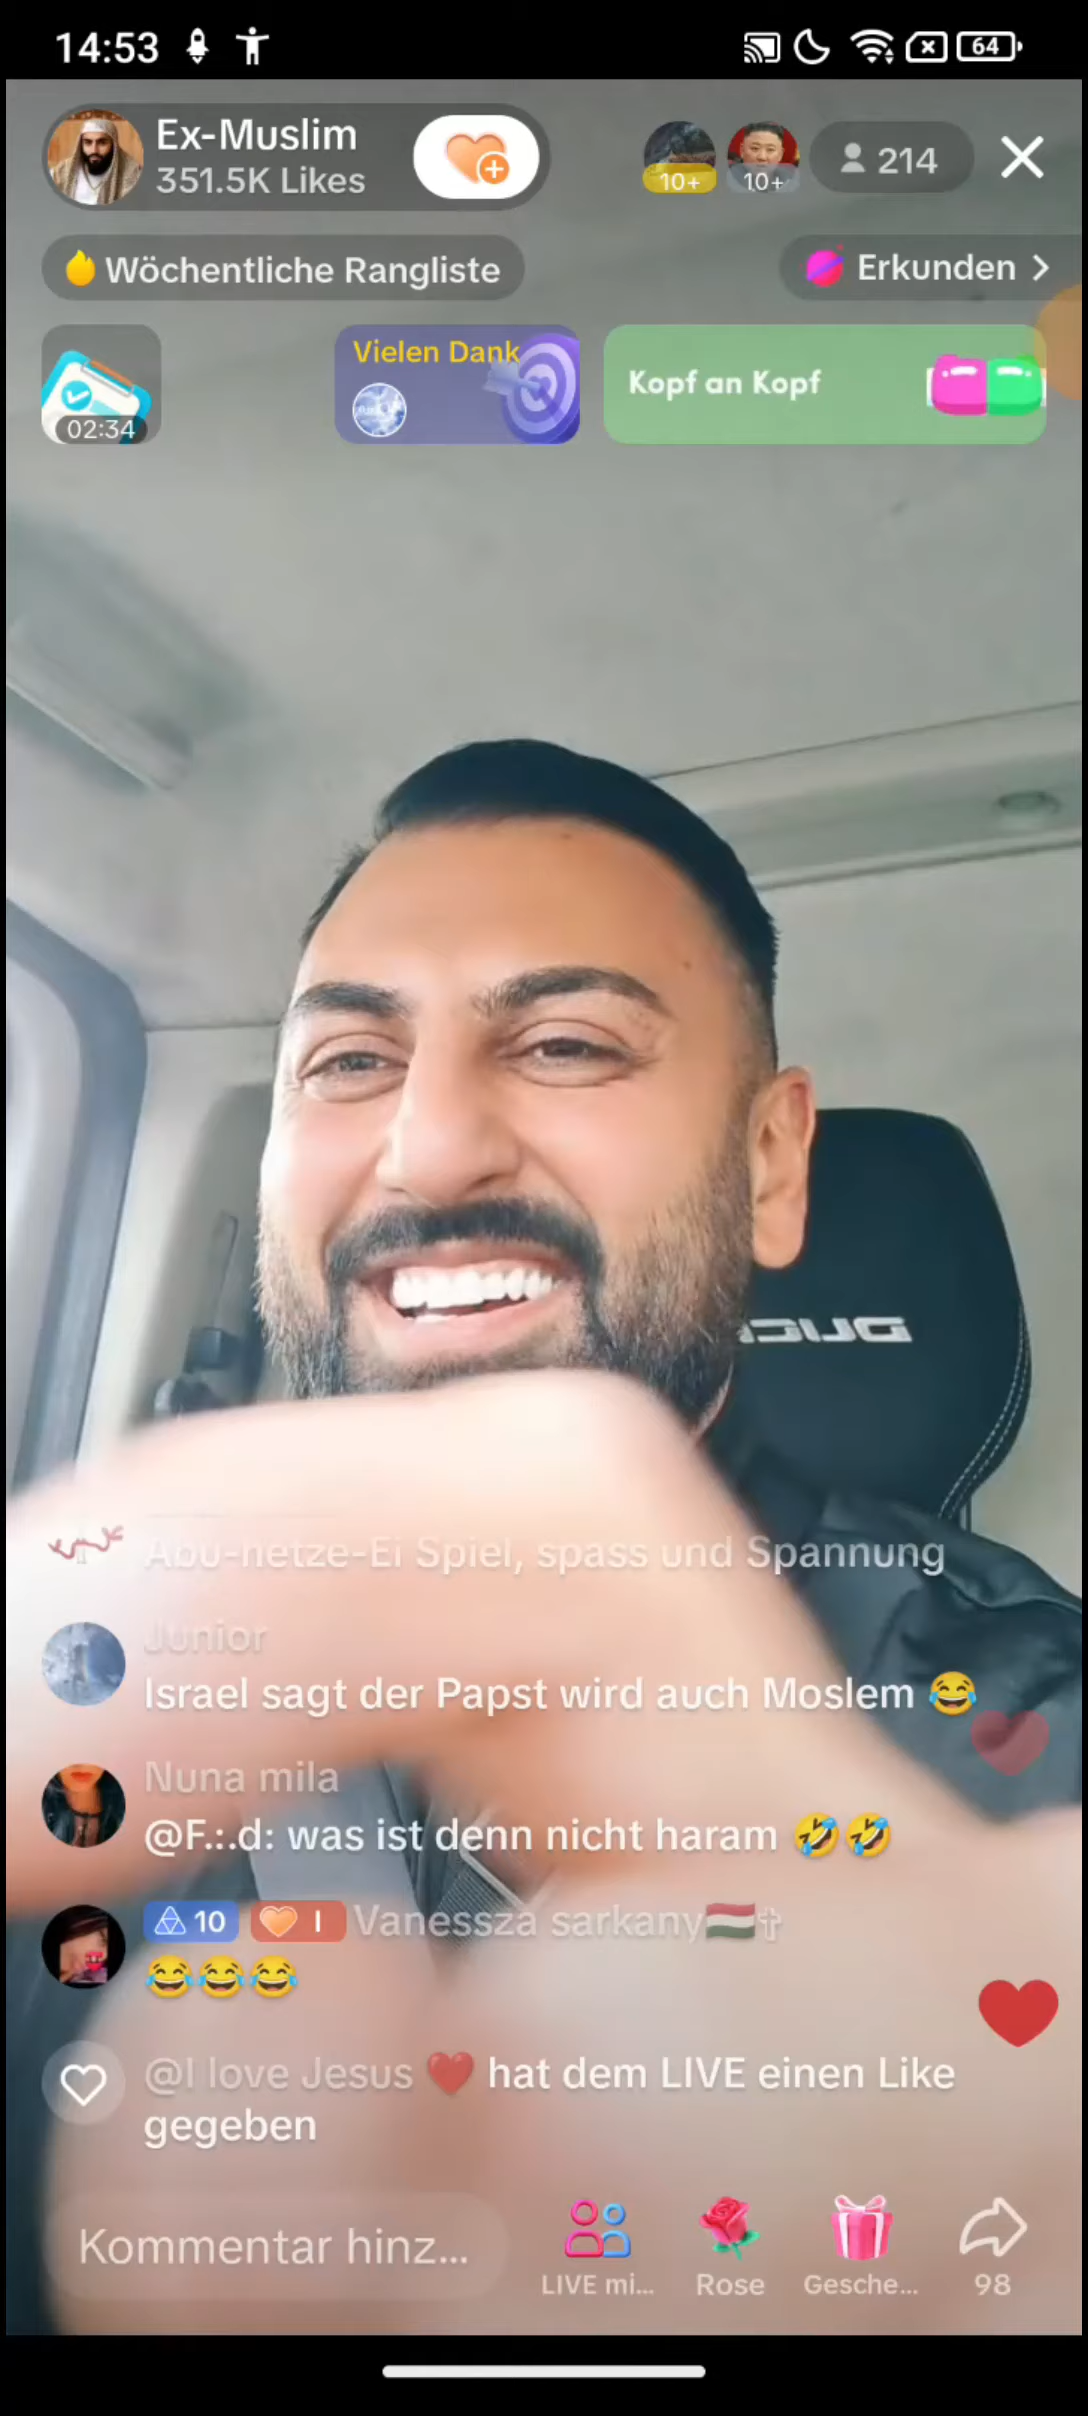 14:53
64
Ex-Muslim
351.5K Likes
10+
10+
214
Wöchentliche Rangliste
Erkunden >
02:34
Vielen Dank
Kopf an Kopf
Abu-hetze-Ei Spiel, spass und Spannung
Junior
Israel sagt der Papst wird auch Moslem 😂
Nuna mila
@F.:.d: was ist denn nicht haram 🤣🤣
10 I Vanessza sarkany🇭🇺✝
😂😂😂
@I love Jesus ❤️ hat dem LIVE einen Like
gegeben
Kommentar hinz...
LIVE mi...
Rose
Gesche...
98